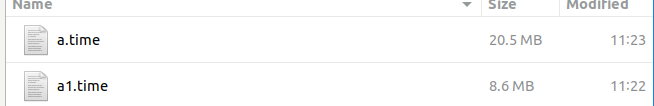 Name Size Modified
a.time 20.5 MB 11:23
a1.time 8.6 MB 11:22